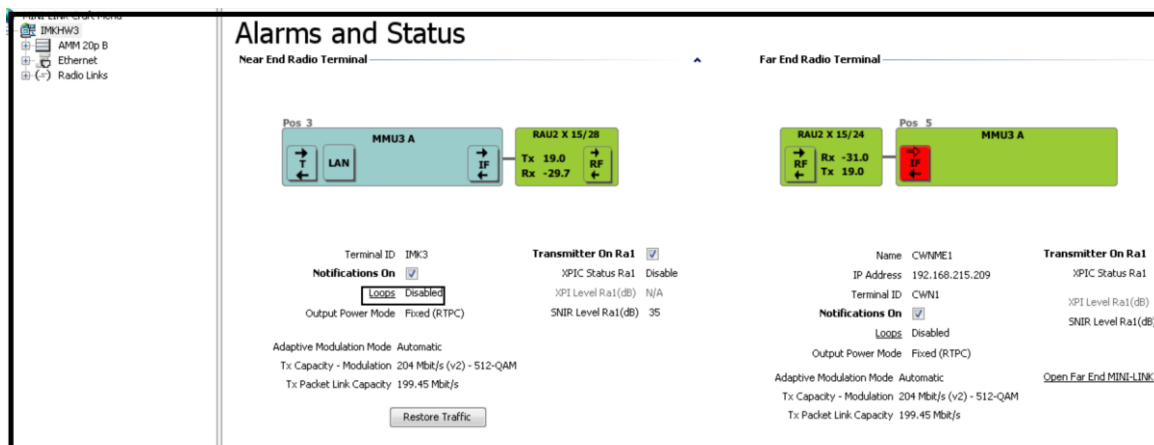 MINI-LINK Craft Menu
IMKHW3
AMM 20p B
Ethernet
Radio Links
Alarms and Status
Near End Radio Terminal
Pos 3
MMU3 A
RAU2 X 15/28
T
LAN
IF
Tx 19.0
Rx -29.7
RF
Terminal ID IMK3
Notifications On
Loops Disabled
Output Power Mode Fixed (RTPC)
Transmitter On Ra1
XPIC Status Ra1 Disable
XPI Level Ra1(dB) N/A
SNIR Level Ra1(dB) 35
Adaptive Modulation Mode Automatic
Tx Capacity - Modulation 204 Mbit/s (v2) - 512-QAM
Tx Packet Link Capacity 199.45 Mbit/s
Restore Traffic
Far End Radio Terminal
Pos 5
RAU2 X 15/24
MMU3 A
RF
Rx -31.0
Tx 19.0
IF
Name CWNME1
IP Address 192.168.215.209
Terminal ID CWN1
Notifications On
Loops Disabled
Output Power Mode Fixed (RTPC)
Transmitter On Ra1
XPIC Status Ra1
XPI Level Ra1(dB)
SNIR Level Ra1(dB)
Adaptive Modulation Mode Automatic
Tx Capacity - Modulation 204 Mbit/s (v2) - 512-QAM
Tx Packet Link Capacity 199.45 Mbit/s
Open Far End MINI-LINK